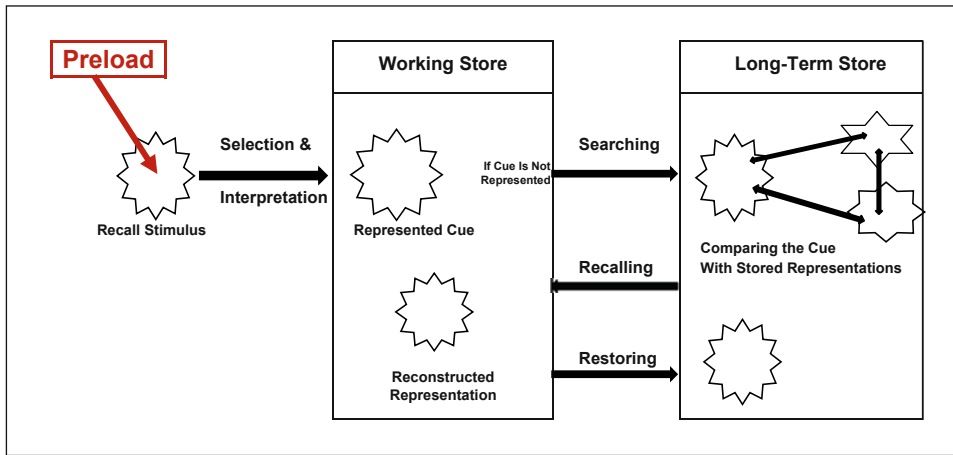 Preload
Working Store
Long-Term Store
Selection &
Interpretation
Recall Stimulus
Represented Cue
If Cue Is Not
Represented
Searching
Comparing the Cue
With Stored Representations
Recalling
Reconstructed
Representation
Restoring